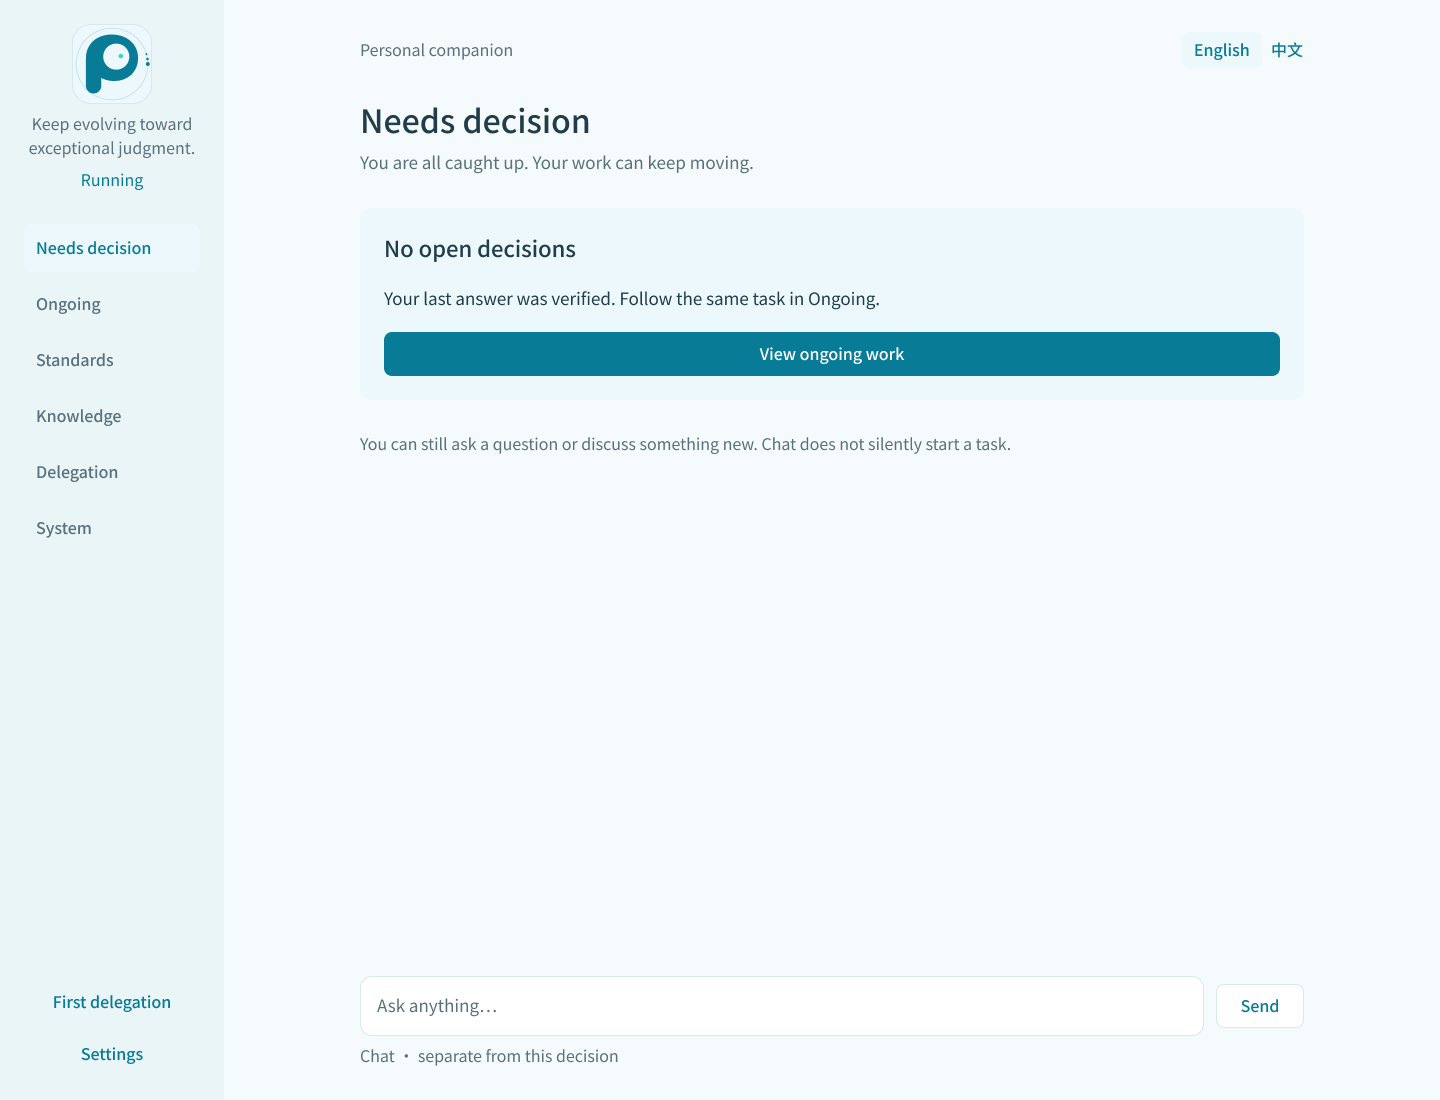 Keep evolving toward
exceptional judgment.
Running
Needs decision
Ongoing
Standards
Knowledge
Delegation
System
First delegation
Settings
Personal companion
English 中文
Needs decision
You are all caught up. Your work can keep moving.
No open decisions
Your last answer was verified. Follow the same task in Ongoing.
View ongoing work
You can still ask a question or discuss something new. Chat does not silently start a task.
Ask anything…
Send
Chat • separate from this decision